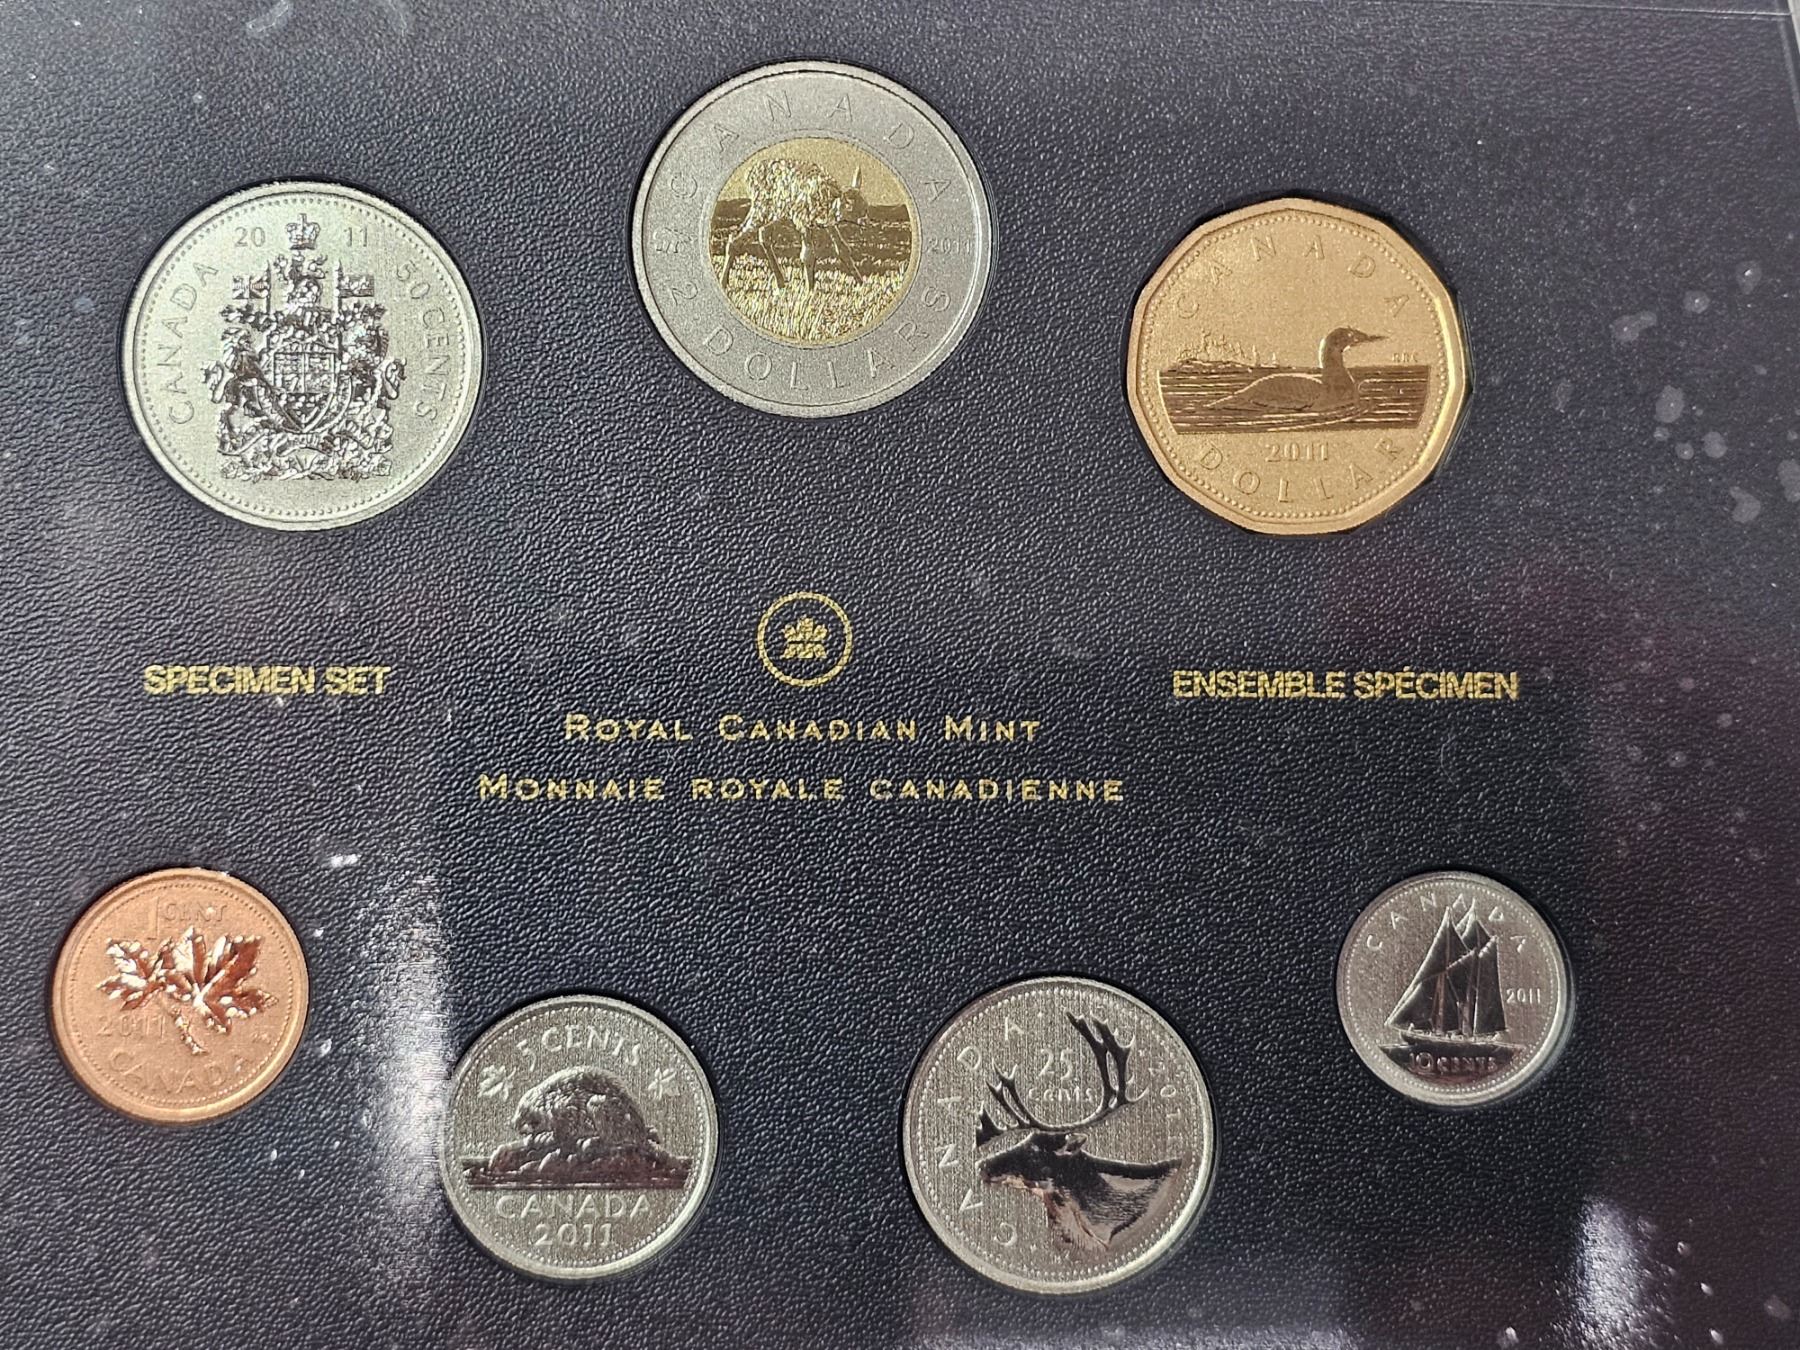 20 11
CANADA
50 CENTS
CANADA
2011
2 DOLLARS
CANADA
2011
DOLLAR
SPECIMEN SET
ENSEMBLE SPÉCIMEN
ROYAL CANADIAN MINT
MONNAIE ROYALE CANADIENNE
1 CENT
2011
CANADA
5 CENTS
CANADA
2011
CANADA
25
cents
2011
CANADA
2011
10 CENTS